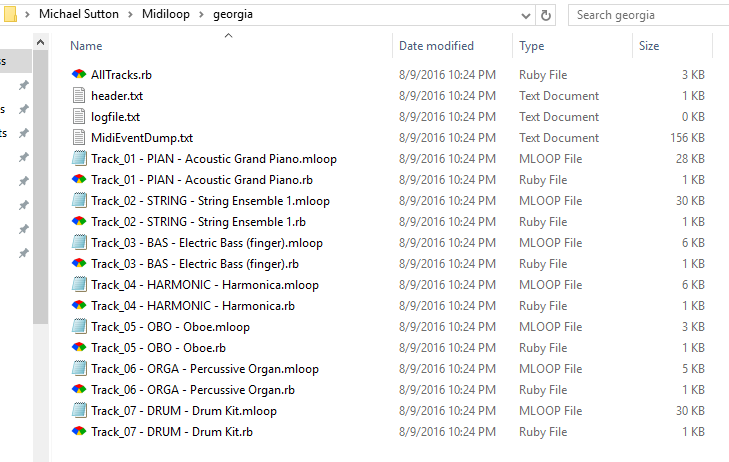 Michael Sutton > Midiloop > georgia Search georgia
Name Date modified Type Size
ss
AllTracks.rb 8/9/2016 10:24 PM Ruby File 3 KB
header.txt 8/9/2016 10:24 PM Text Document 1 KB
s logfile.txt 8/9/2016 10:24 PM Text Document 0 KB
ts MidiEventDump.txt 8/9/2016 10:24 PM Text Document 156 KB
Track_01 - PIAN - Acoustic Grand Piano.mloop 8/9/2016 10:24 PM MLOOP File 28 KB
Track_01 - PIAN - Acoustic Grand Piano.rb 8/9/2016 10:24 PM Ruby File 1 KB
Track_02 - STRING - String Ensemble 1.mloop 8/9/2016 10:24 PM MLOOP File 30 KB
Track_02 - STRING - String Ensemble 1.rb 8/9/2016 10:24 PM Ruby File 1 KB
Track_03 - BAS - Electric Bass (finger).mloop 8/9/2016 10:24 PM MLOOP File 6 KB
Track_03 - BAS - Electric Bass (finger).rb 8/9/2016 10:24 PM Ruby File 1 KB
Track_04 - HARMONIC - Harmonica.mloop 8/9/2016 10:24 PM MLOOP File 6 KB
Track_04 - HARMONIC - Harmonica.rb 8/9/2016 10:24 PM Ruby File 1 KB
Track_05 - OBO - Oboe.mloop 8/9/2016 10:24 PM MLOOP File 3 KB
Track_05 - OBO - Oboe.rb 8/9/2016 10:24 PM Ruby File 1 KB
Track_06 - ORGA - Percussive Organ.mloop 8/9/2016 10:24 PM MLOOP File 5 KB
Track_06 - ORGA - Percussive Organ.rb 8/9/2016 10:24 PM Ruby File 1 KB
Track_07 - DRUM - Drum Kit.mloop 8/9/2016 10:24 PM MLOOP File 30 KB
Track_07 - DRUM - Drum Kit.rb 8/9/2016 10:24 PM Ruby File 1 KB